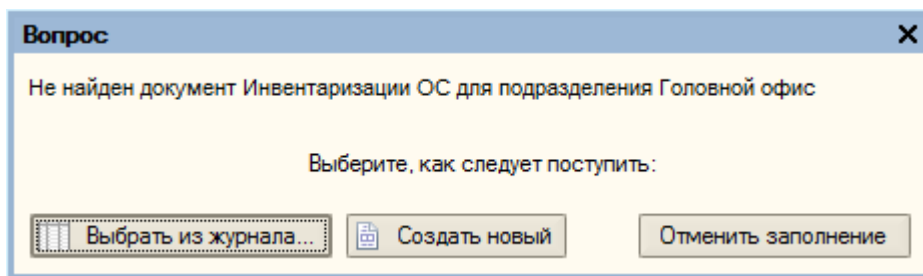 Вопрос
Не найден документ Инвентаризации ОС для подразделения Головной офис
Выберите, как следует поступить:
Выбрать из журнала... Создать новый Отменить заполнение